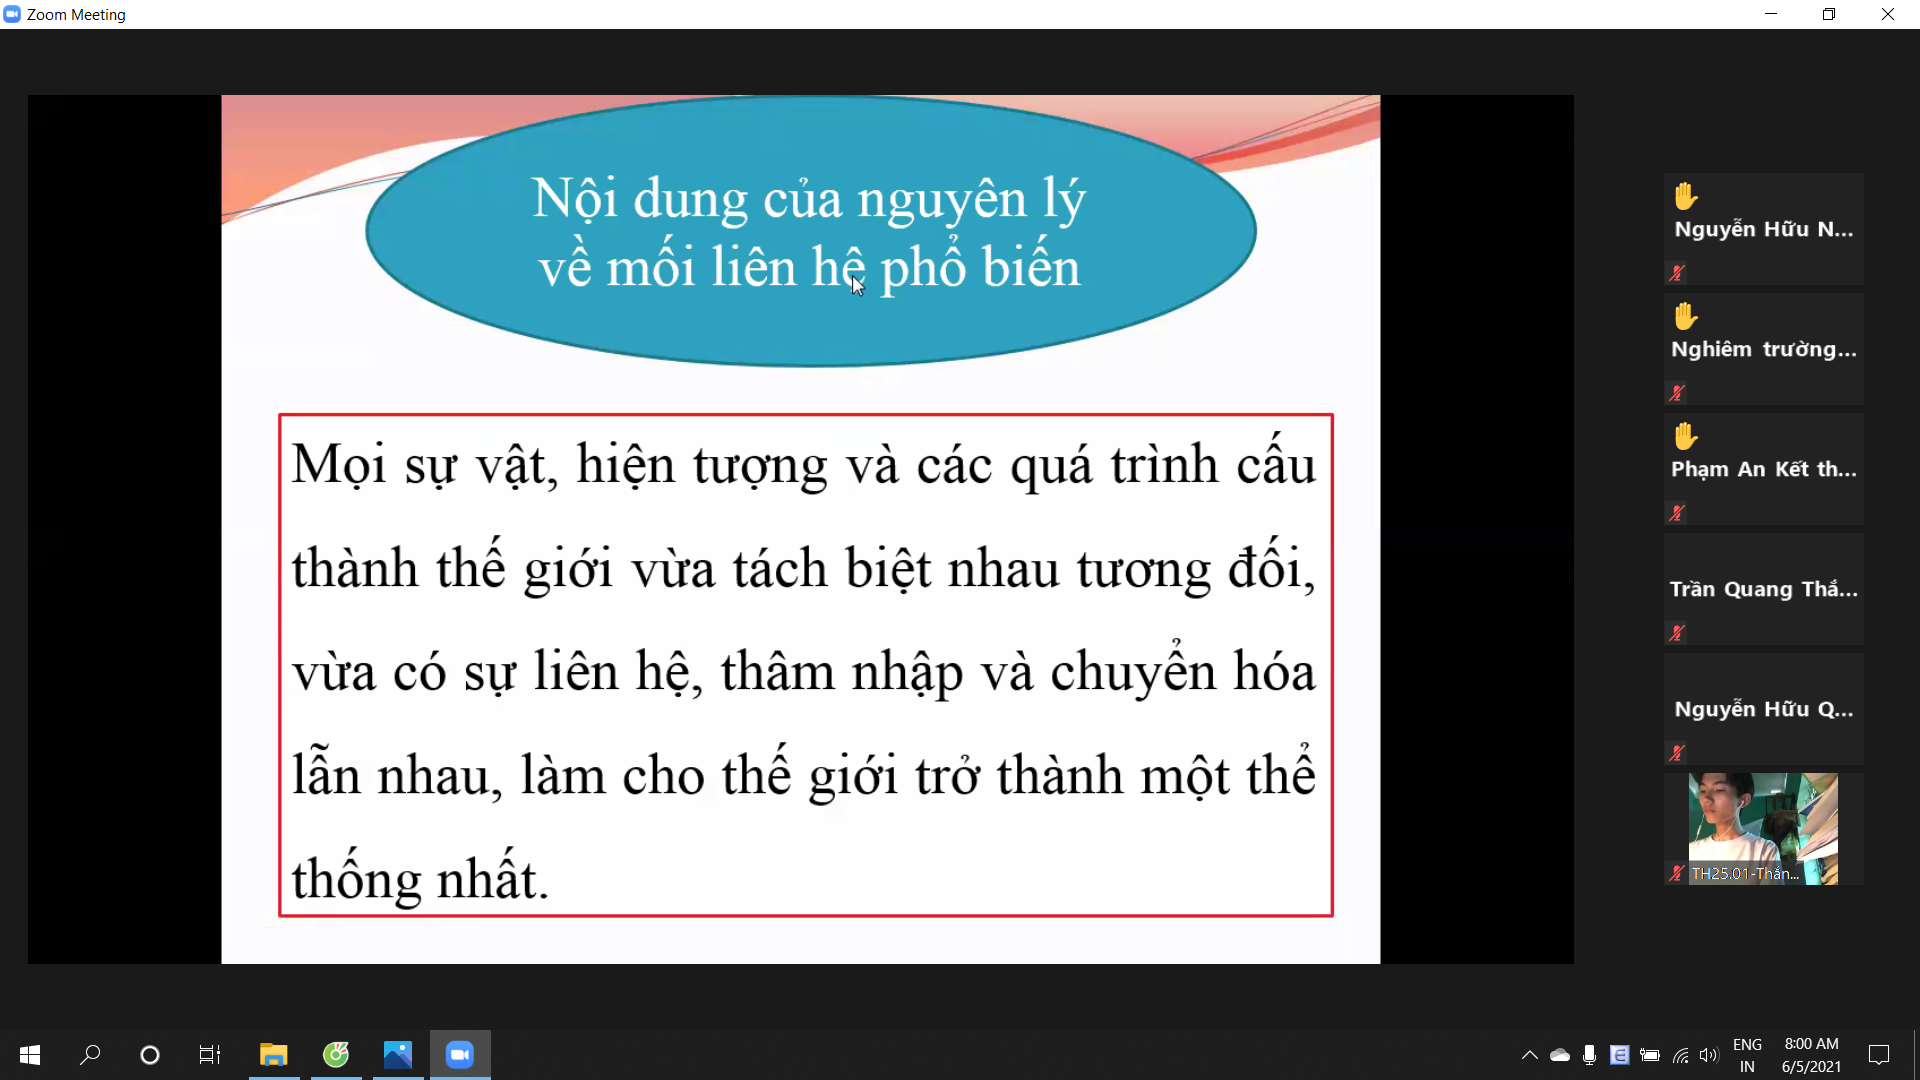 Zoom Meeting
Nội dung của nguyên lý
về mối liên hệ phổ biến
Mọi sự vật, hiện tượng và các quá trình cấu
thành thế giới vừa tách biệt nhau tương đối,
vừa có sự liên hệ, thâm nhập và chuyển hóa
lẫn nhau, làm cho thế giới trở thành một thể
thống nhất.
Nguyễn Hữu N...
Nghiêm trường...
Phạm An Kết th...
Trần Quang Thắ...
Nguyễn Hữu Q...
TH25.01-Thắn...
ENG
IN
8:00 AM
6/5/2021